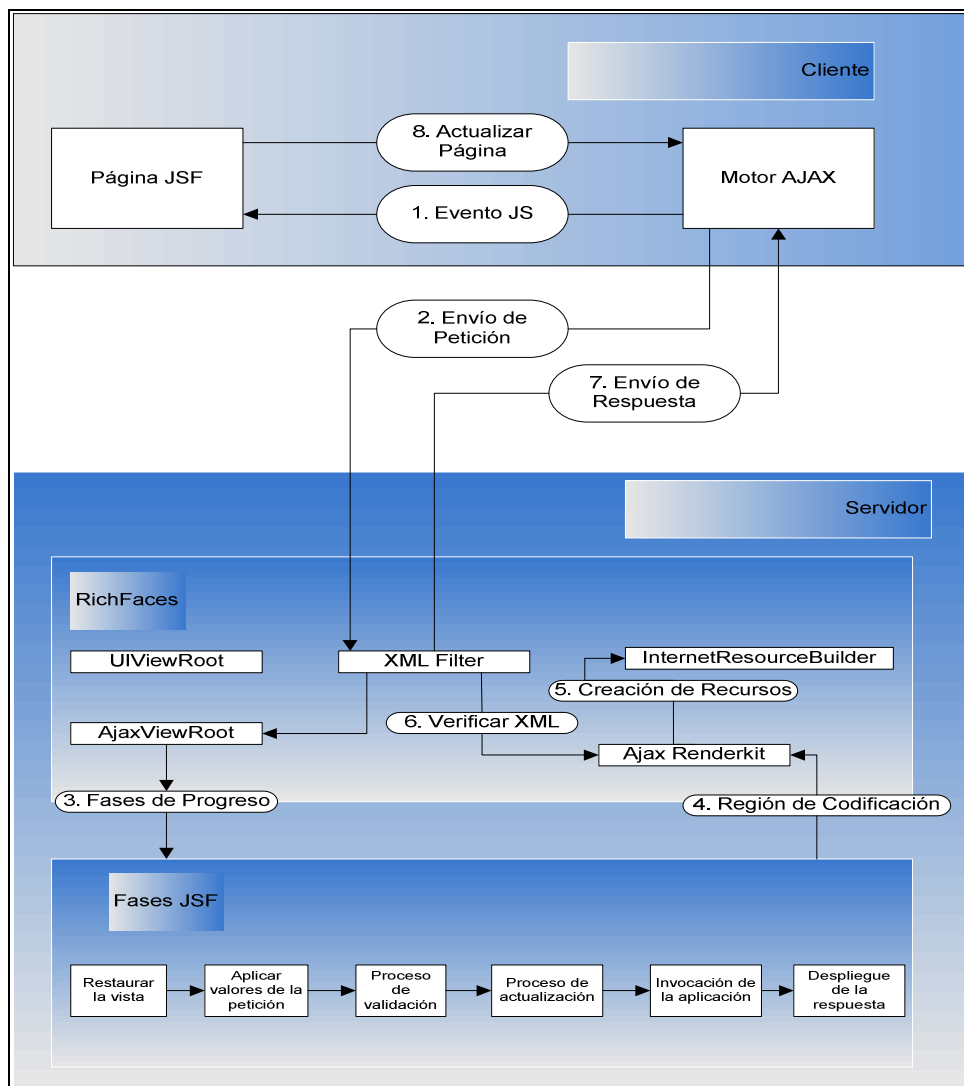 Cliente
8. Actualizar
Página
Página JSF
Motor AJAX
1. Evento JS
2. Envío de
Petición
7. Envío de
Respuesta
Servidor
RichFaces
UIViewRoot
XML Filter
InternetResourceBuilder
5. Creación de Recursos
6. Verificar XML
AjaxViewRoot
Ajax Renderkit
3. Fases de Progreso
4. Región de Codificación
Fases JSF
Restaurar
la vista
Aplicar
valores de la
petición
Proceso
de
validación
Proceso de
actualización
Invocación de
la aplicación
Despliegue
de la
respuesta